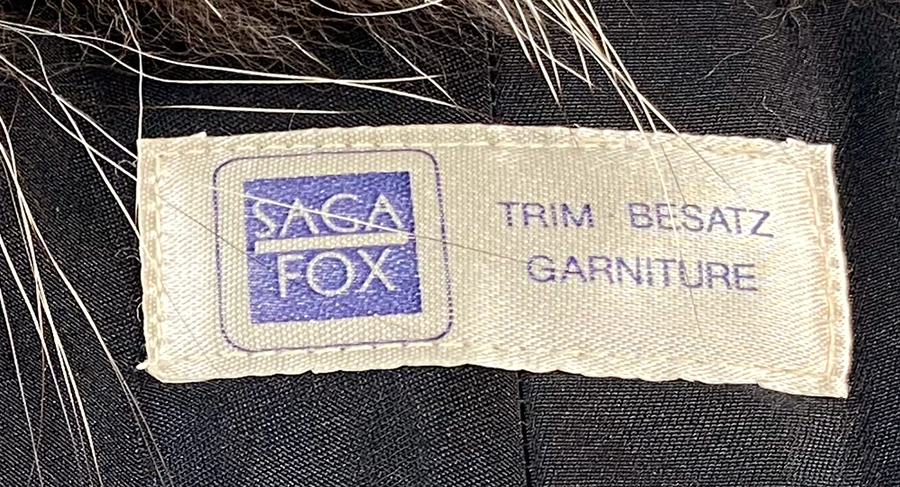 SAGA
FOX
TRIM · BESATZ
GARNITURE